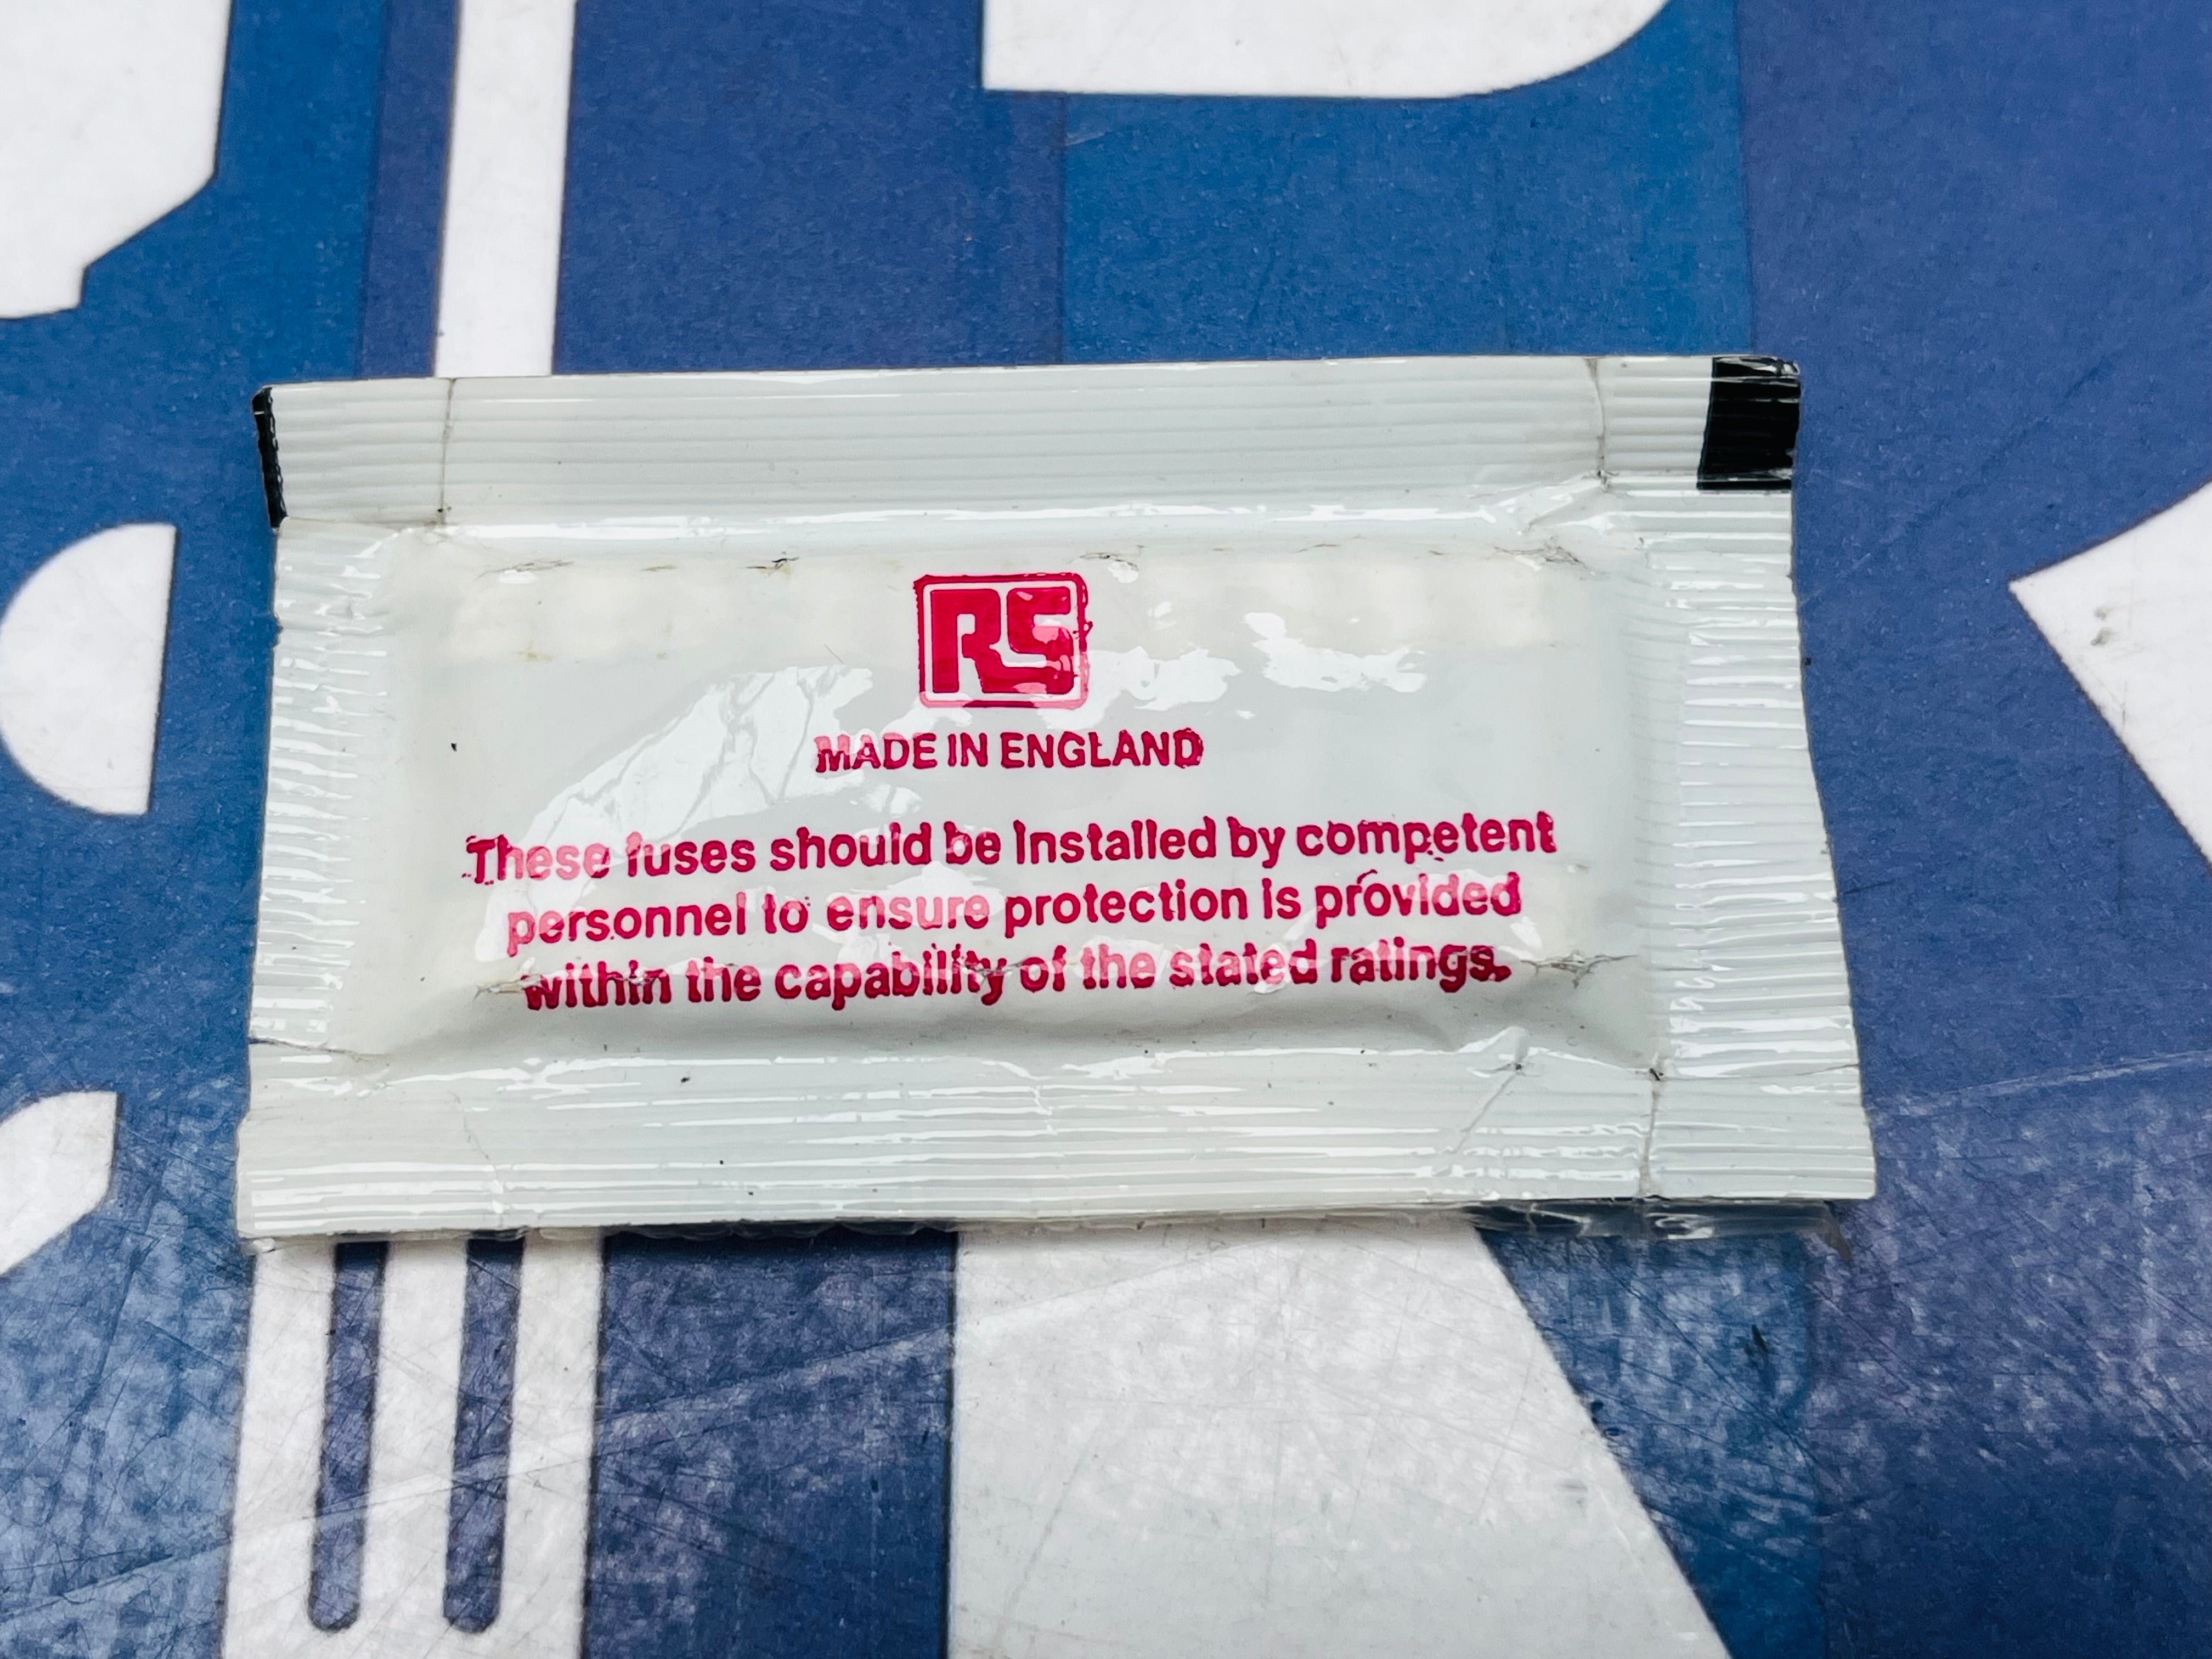 RS
MADE IN ENGLAND
These fuses should be installed by competent
personnel to ensure protection is provided
within the capability of the stated ratings.